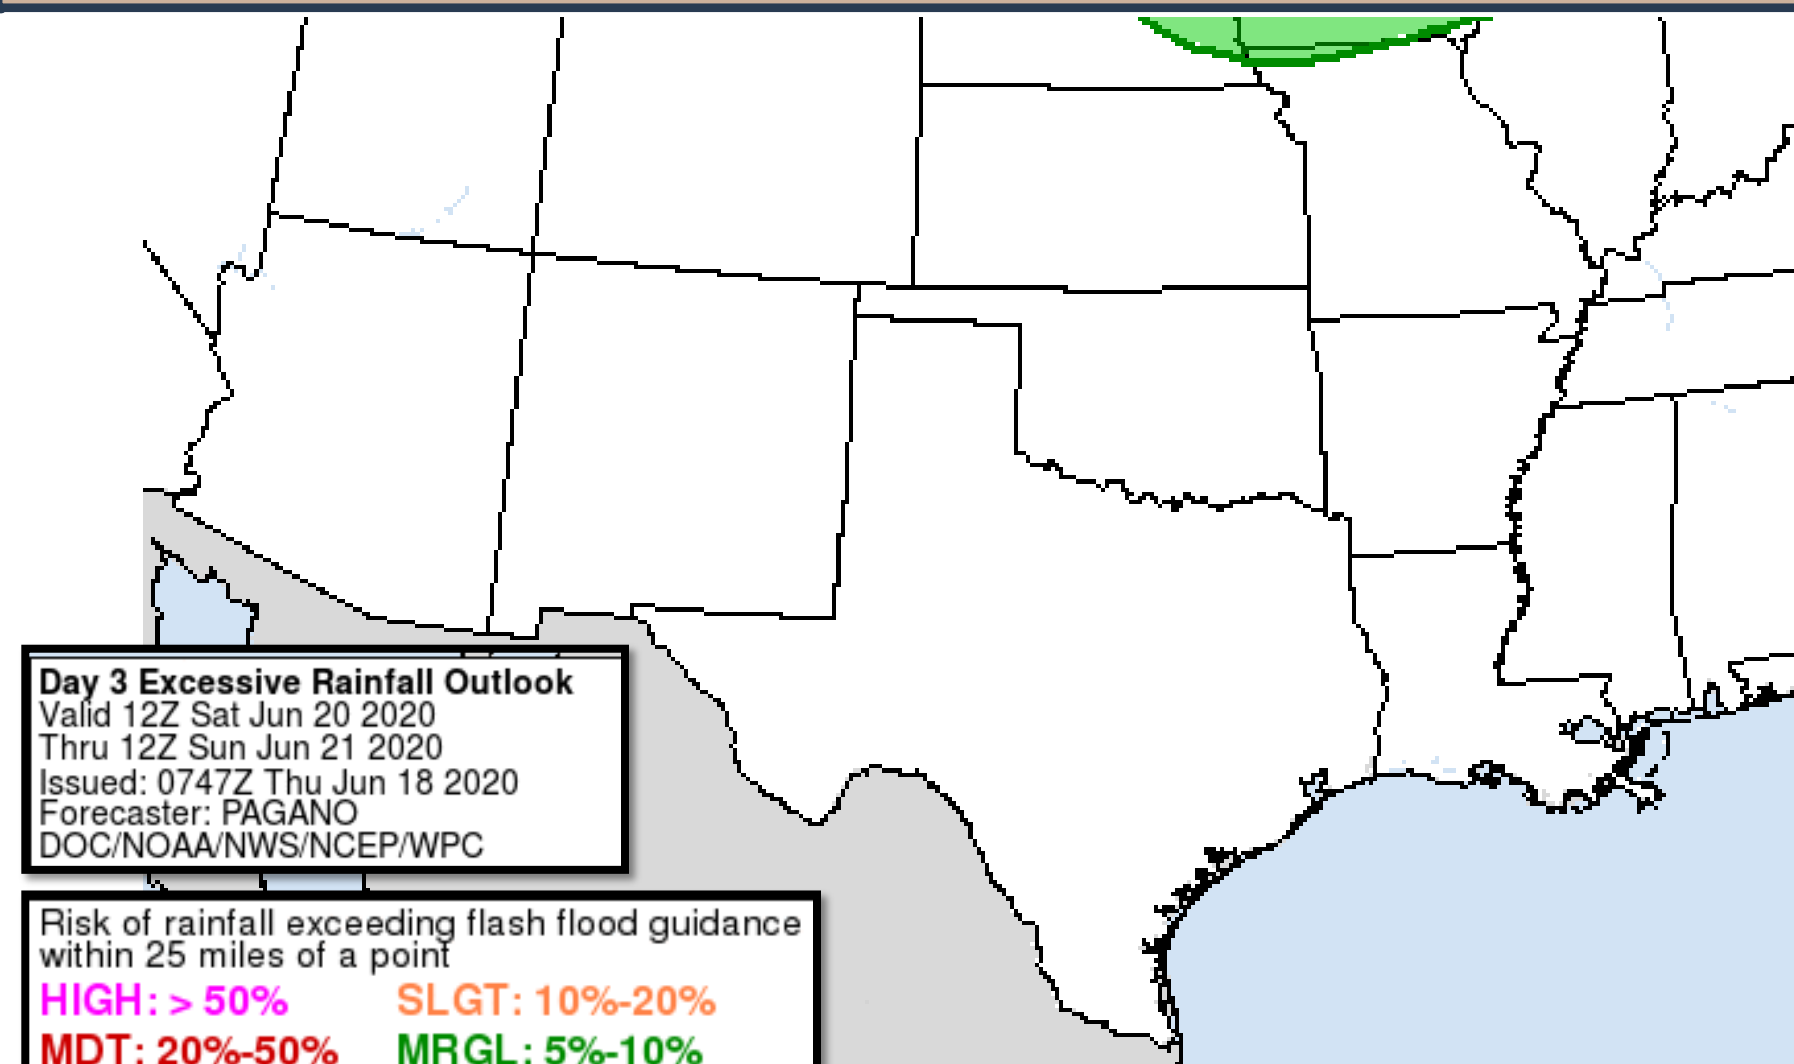 Day 3 Excessive Rainfall Outlook
Valid 12Z Sat Jun 20 2020
Thru 12Z Sun Jun 21 2020
Issued: 0747Z Thu Jun 18 2020
Forecaster: PAGANO
DOC/NOAA/NWS/NCEP/WPC
Risk of rainfall exceeding flash flood guidance
within 25 miles of a point
HIGH: > 50% SLGT: 10%-20%
MDT: 20%-50% MRGL: 5%-10%